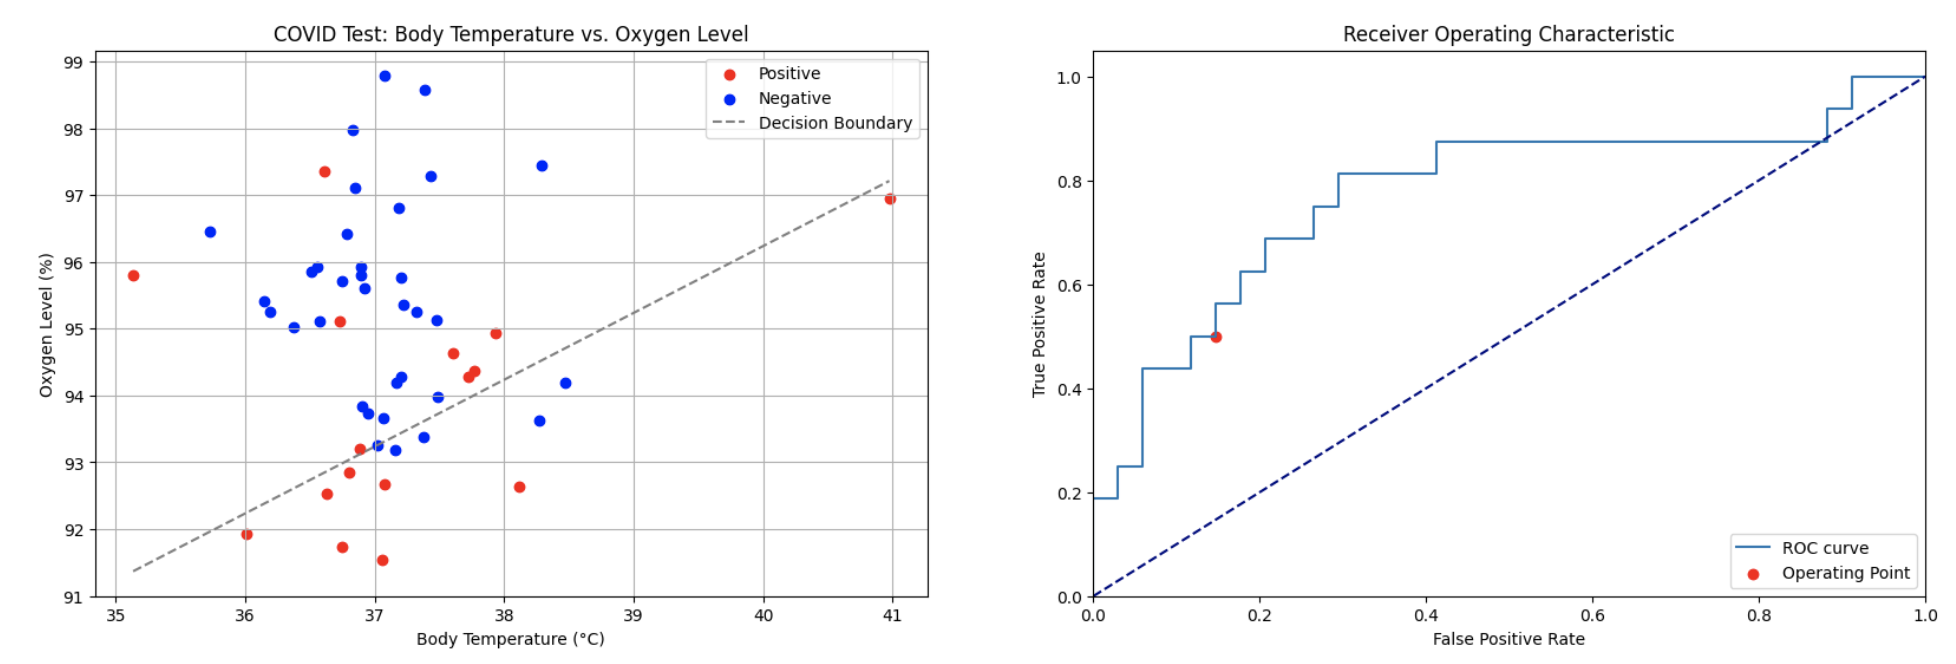 COVID Test: Body Temperature vs. Oxygen Level
Positive
Negative
Decision Boundary
Oxygen Level (%)
99
98
97
96
95
94
93
92
91
35 36 37 38 39 40 41
Body Temperature (°C)
Receiver Operating Characteristic
True Positive Rate
1.0
0.8
0.6
0.4
0.2
0.0
ROC curve
Operating Point
0.0 0.2 0.4 0.6 0.8 1.0
False Positive Rate